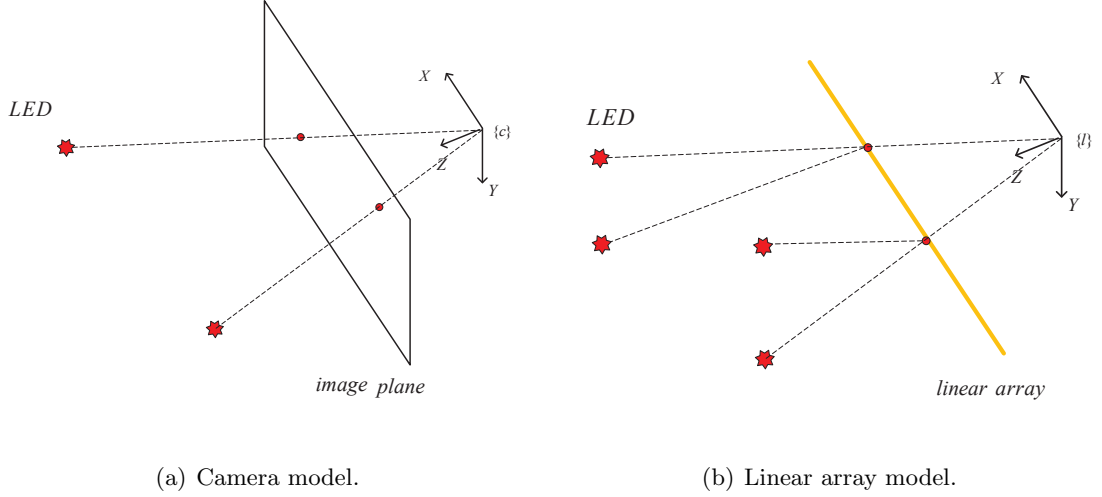 LED
X
{c}
Z
Y
image plane
(a) Camera model.
LED
X
{l}
Z
Y
linear array
(b) Linear array model.